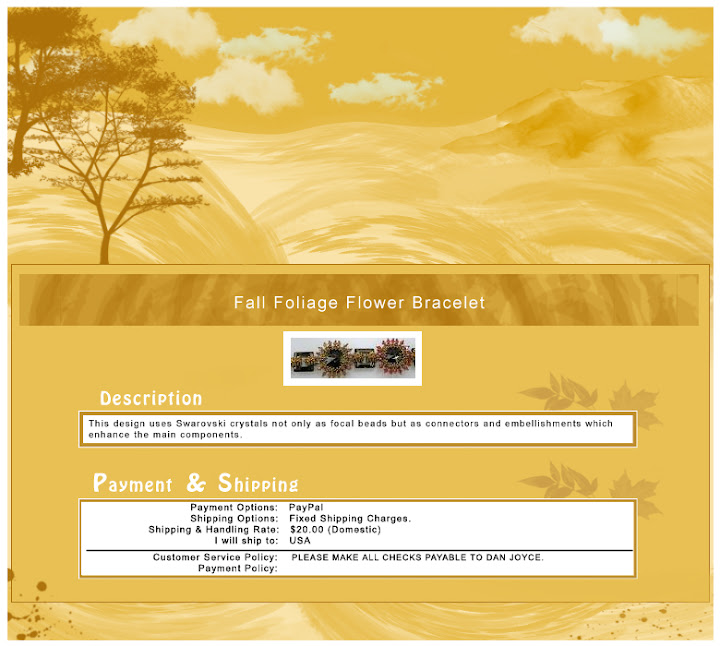 Fall Foliage Flower Bracelet
Description
This design uses Swarovski crystals not only as focal beads but as connectors and embellishments which
enhance the main components.
Payment & Shipping
Payment Options: PayPal
Shipping Options: Fixed Shipping Charges.
Shipping & Handling Rate: $20.00 (Domestic)
I will ship to: USA
Customer Service Policy: PLEASE MAKE ALL CHECKS PAYABLE TO DAN JOYCE.
Payment Policy: